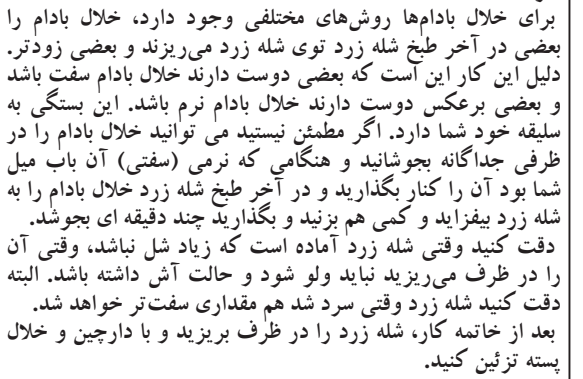 برای خلال بادام‌ها روش‌های مختلفی وجود دارد، خلال بادام را
بعضی در آخر طبخ شله زرد توی شله زرد می‌ریزند و بعضی زودتر.
دلیل این کار این است که بعضی دوست دارند خلال بادام سفت باشد
و بعضی برعکس دوست دارند خلال بادام نرم باشد. این بستگی به
سلیقه خود شما دارد. اگر مطمئن نیستید می توانید خلال بادام را در
ظرفی جداگانه بجوشانید و هنگامی که نرمی (سفتی) آن باب میل
شما بود آن را کنار بگذارید و در آخر طبخ شله زرد خلال بادام را به
شله زرد بیفزاید و کمی هم بزنید و بگذارید چند دقیقه ای بجوشد.
دقت کنید وقتی شله زرد آماده است که زیاد شل نباشد، وقتی آن
را در ظرف می‌ریزید نباید ولو شود و حالت آش داشته باشد. البته
دقت کنید شله زرد وقتی سرد شد هم مقداری سفت‌تر خواهد شد.
بعد از خاتمه کار، شله زرد را در ظرف بریزید و با دارچین و خلال
پسته تزئین کنید.